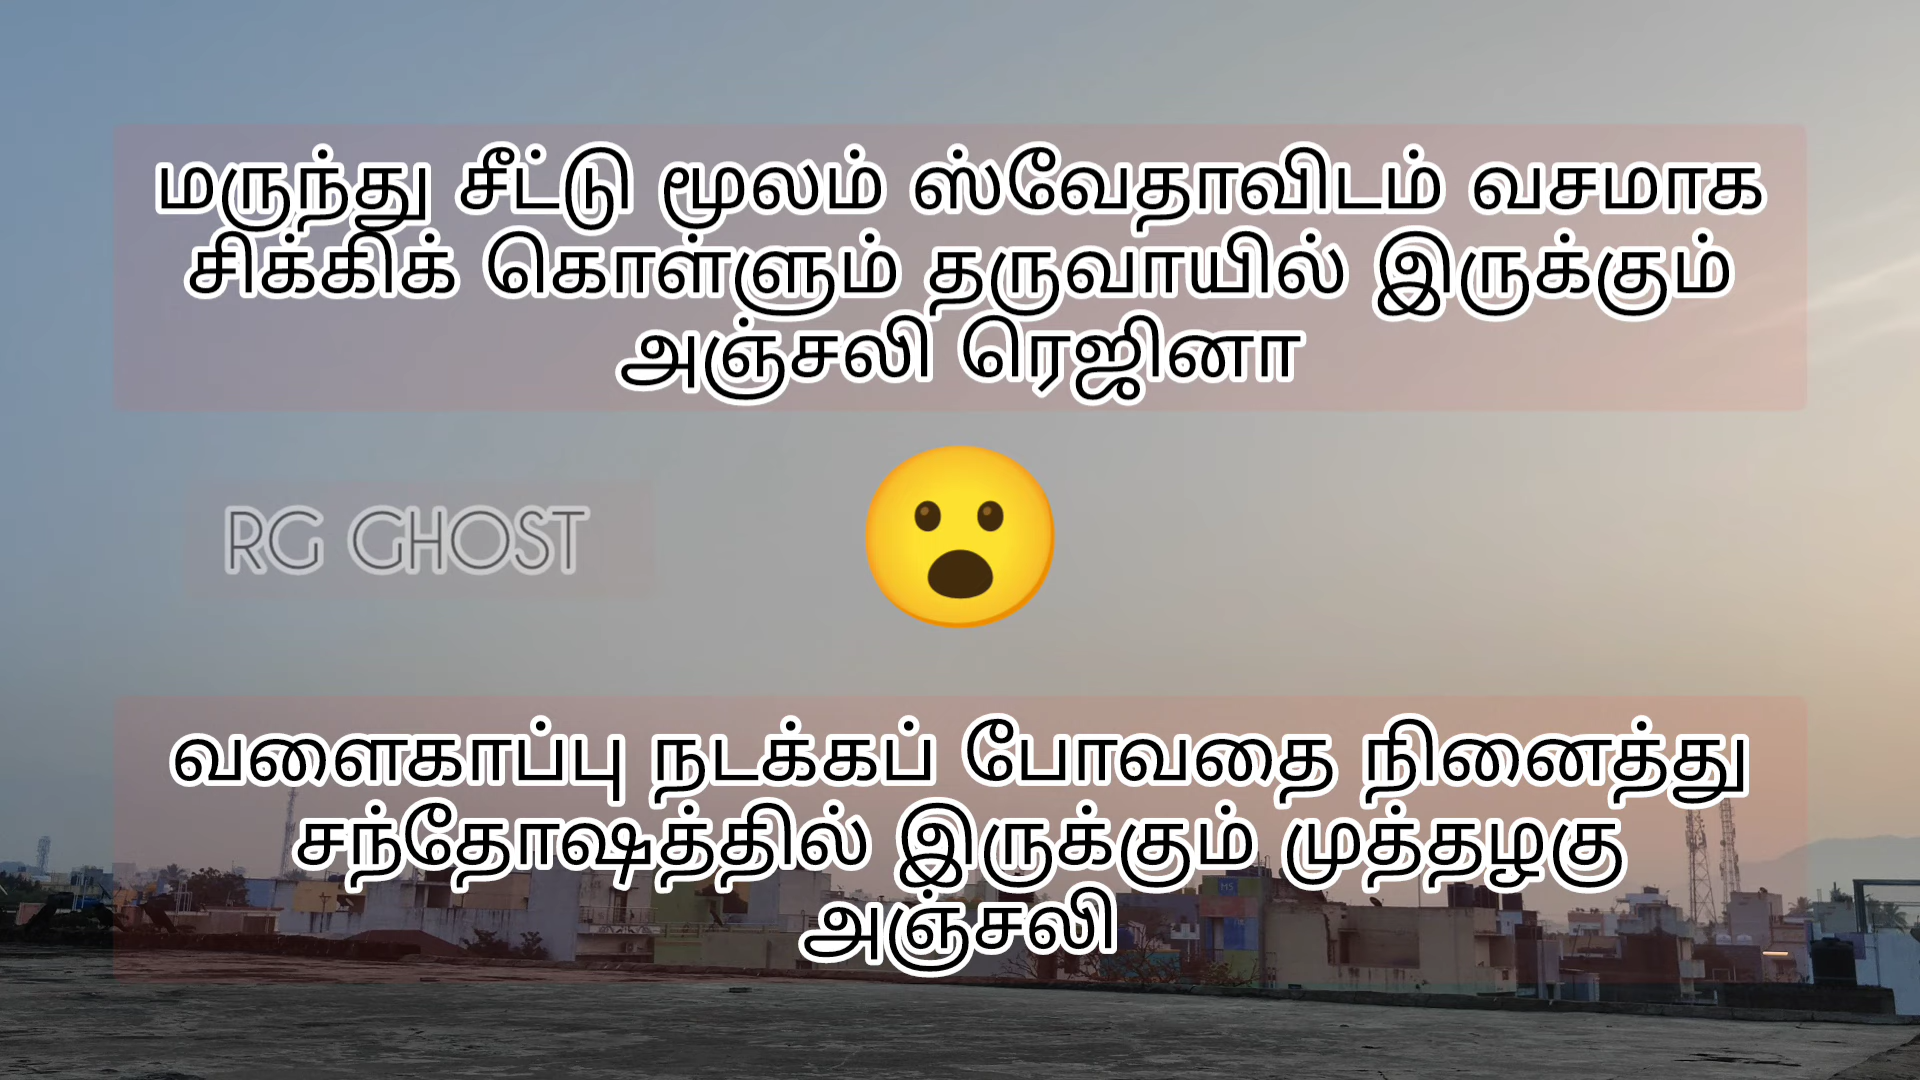 மருந்து சீட்டு மூலம் ஸ்வேதாவிடம் வசமாக
சிக்கிக் கொள்ளும் தருவாயில் இருக்கும்
அஞ்சலி ரெஜினா
RG GHOST
வளைகாப்பு நடக்கப் போவதை நினைத்து
சந்தோஷத்தில் இருக்கும் முத்தழகு
அஞ்சலி
MS